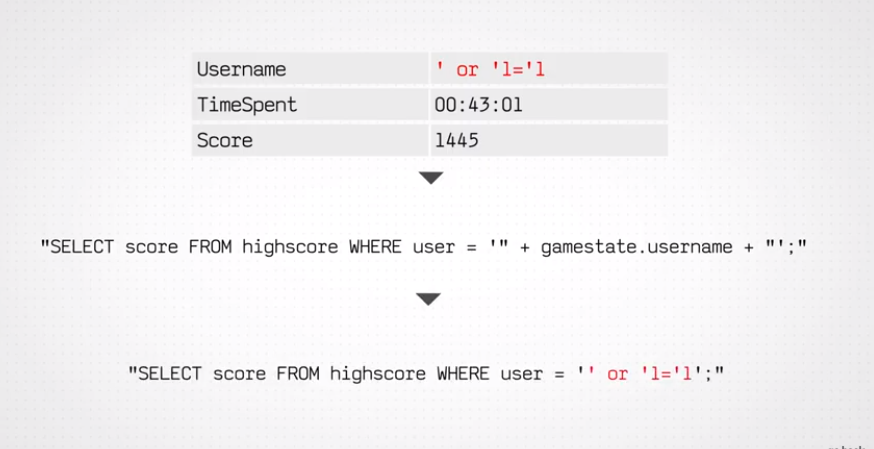 Username ' or '1='1
TimeSpent 00:43:01
Score 1445
"SELECT score FROM highscore WHERE user = '" + gamestate.username + "';"
"SELECT score FROM highscore WHERE user = '' or '1='1';"